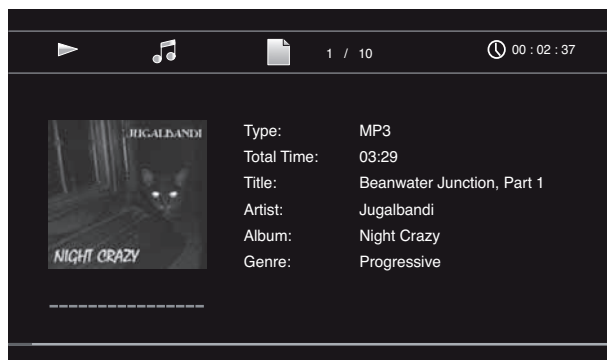 1 / 10
00 : 02 : 37
JUGALBANDI
NIGHT CRAZY
Type: MP3
Total Time: 03:29
Title: Beanwater Junction, Part 1
Artist: Jugalbandi
Album: Night Crazy
Genre: Progressive